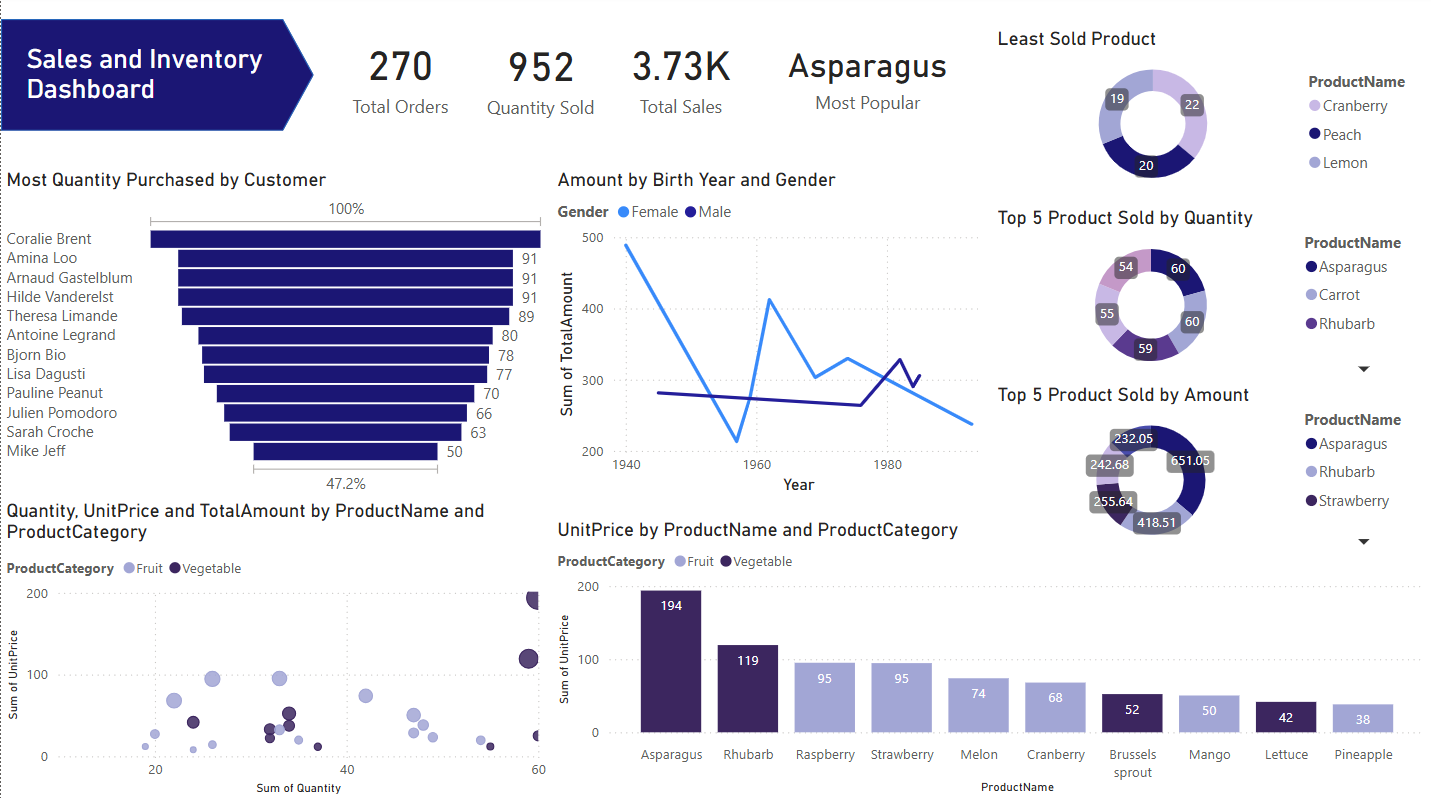 Sales and Inventory
Dashboard
270
Total Orders
952
Quantity Sold
3.73K
Total Sales
Asparagus
Most Popular
Least Sold Product
19
22
20
ProductName
Cranberry
Peach
Lemon
Most Quantity Purchased by Customer
100%
Coralie Brent
Amina Loo 91
Arnaud Gastelblum 91
Hilde Vanderelst 91
Theresa Limande 89
Antoine Legrand 80
Bjorn Bio 78
Lisa Dagusti 77
Pauline Peanut 70
Julien Pomodoro 66
Sarah Croche 63
Mike Jeff 50
47.2%
Amount by Birth Year and Gender
Gender Female Male
Sum of TotalAmount
500
400
300
200
1940 1960 1980
Year
Top 5 Product Sold by Quantity
54
60
55
60
59
ProductName
Asparagus
Carrot
Rhubarb
Top 5 Product Sold by Amount
232.05
651.05
242.68
255.64
418.51
ProductName
Asparagus
Rhubarb
Strawberry
Quantity, UnitPrice and TotalAmount by ProductName and
ProductCategory
ProductCategory Fruit Vegetable
Sum of UnitPrice
200
100
0
20 40 60
Sum of Quantity
UnitPrice by ProductName and ProductCategory
ProductCategory Fruit Vegetable
Sum of UnitPrice
200
100
0
194 119 95 95 74 68 52 50 42 38
Asparagus Rhubarb Raspberry Strawberry Melon Cranberry Brussels Mango Lettuce Pineapple
sprout
ProductName